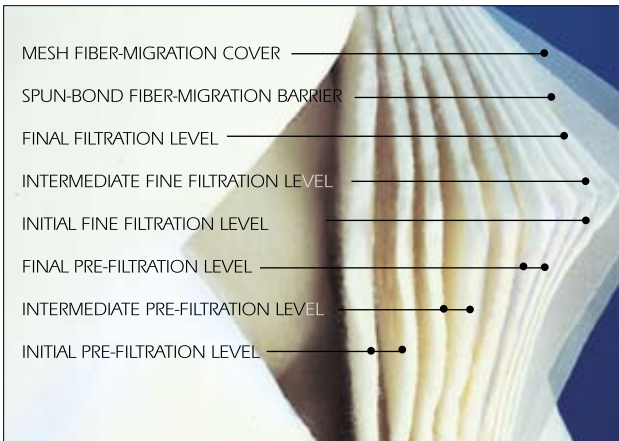 MESH FIBER-MIGRATION COVER
SPUN-BOND FIBER-MIGRATION BARRIER
FINAL FILTRATION LEVEL
INTERMEDIATE FINE FILTRATION LEVEL
INITIAL FINE FILTRATION LEVEL
FINAL PRE-FILTRATION LEVEL
INTERMEDIATE PRE-FILTRATION LEVEL
INITIAL PRE-FILTRATION LEVEL